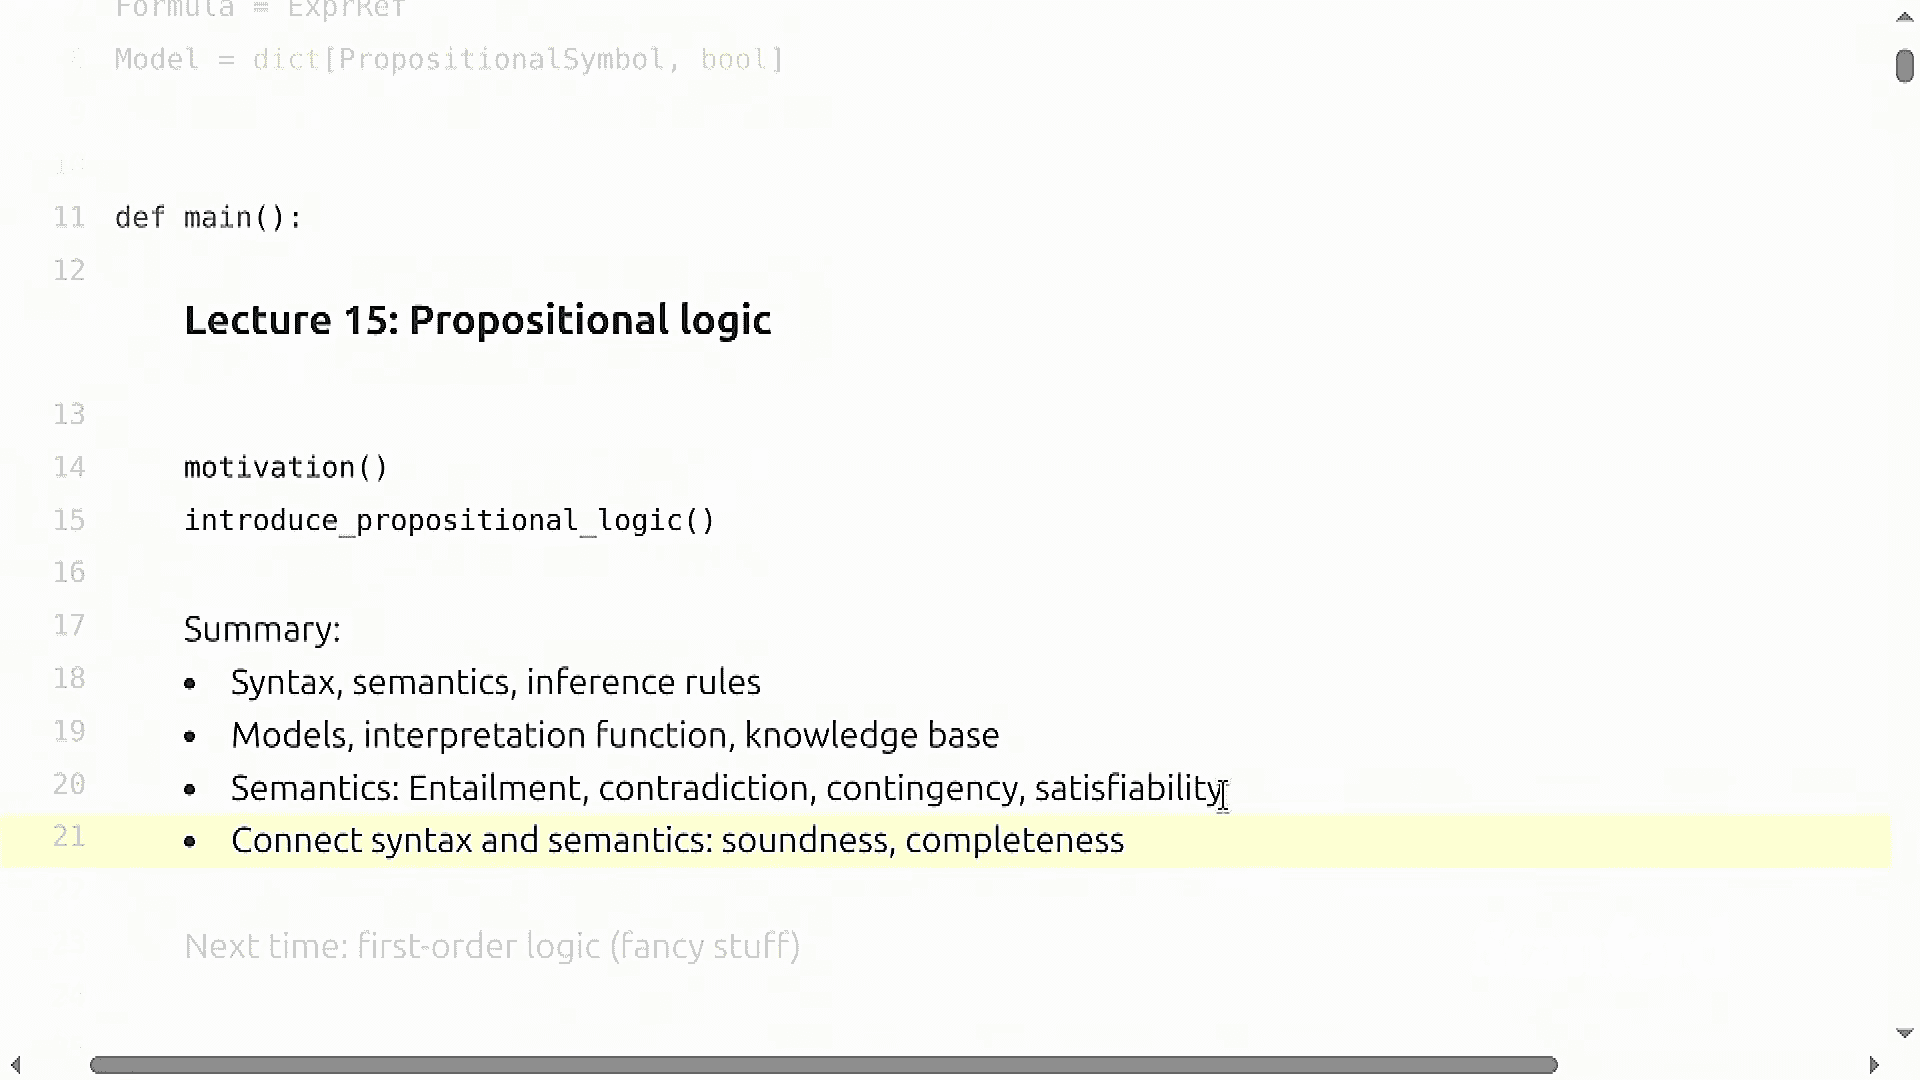 7 Formula = ExprRef
8 Model = dict[PropositionalSymbol, bool]
11 def main():
12
Lecture 15: Propositional logic
13
14 motivation()
15 introduce_propositional_logic()
16
17 Summary:
18 • Syntax, semantics, inference rules
19 • Models, interpretation function, knowledge base
20 • Semantics: Entailment, contradiction, contingency, satisfiability
21 • Connect syntax and semantics: soundness, completeness
Next time: first-order logic (fancy stuff)